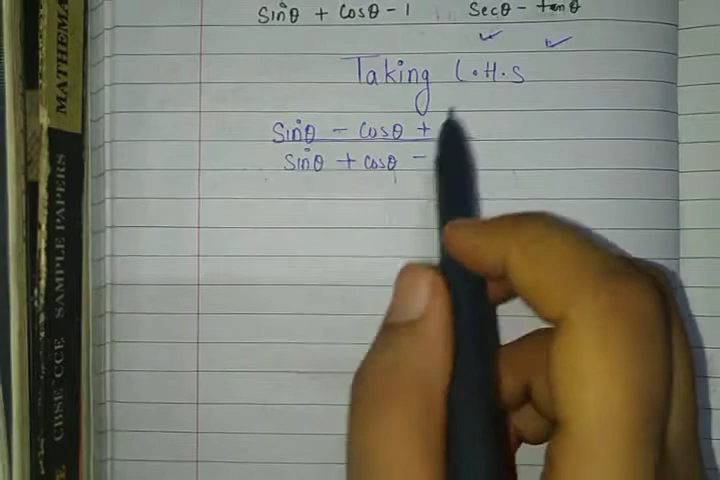 sinθ + cosθ - 1 secθ - tanθ
Taking L.H.S
sinθ - cosθ +
sinθ + cosθ -
MATHEMA
CBSE CCE SAMPLE PAPERS